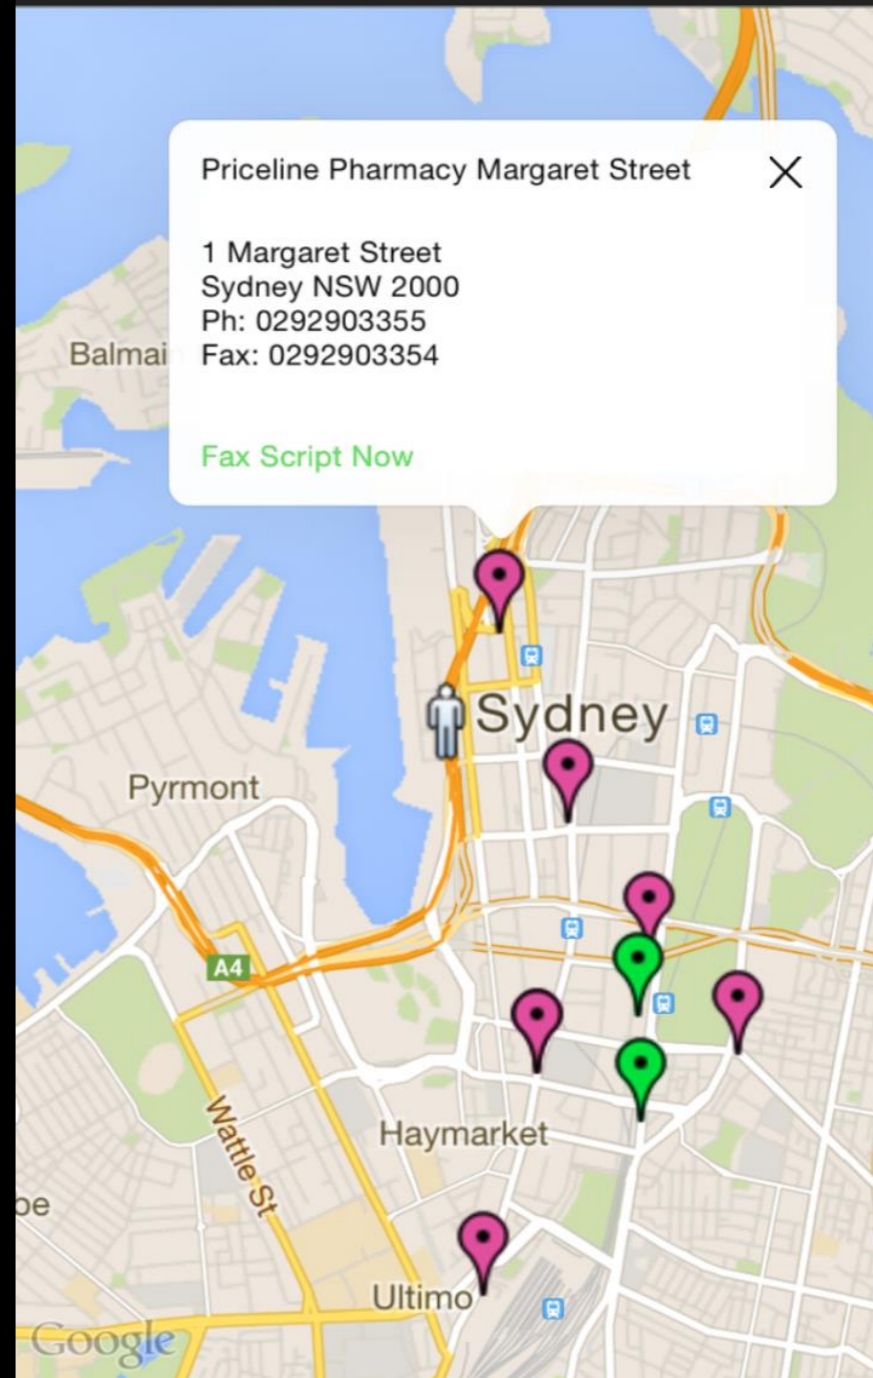 Priceline Pharmacy Margaret Street
1 Margaret Street
Sydney NSW 2000
Ph: 0292903355
Fax: 0292903354
Balmai
Fax Script Now
Sydney
Pyrmont
A4
Wattle St
Haymarket
oe
Ultimo
Google